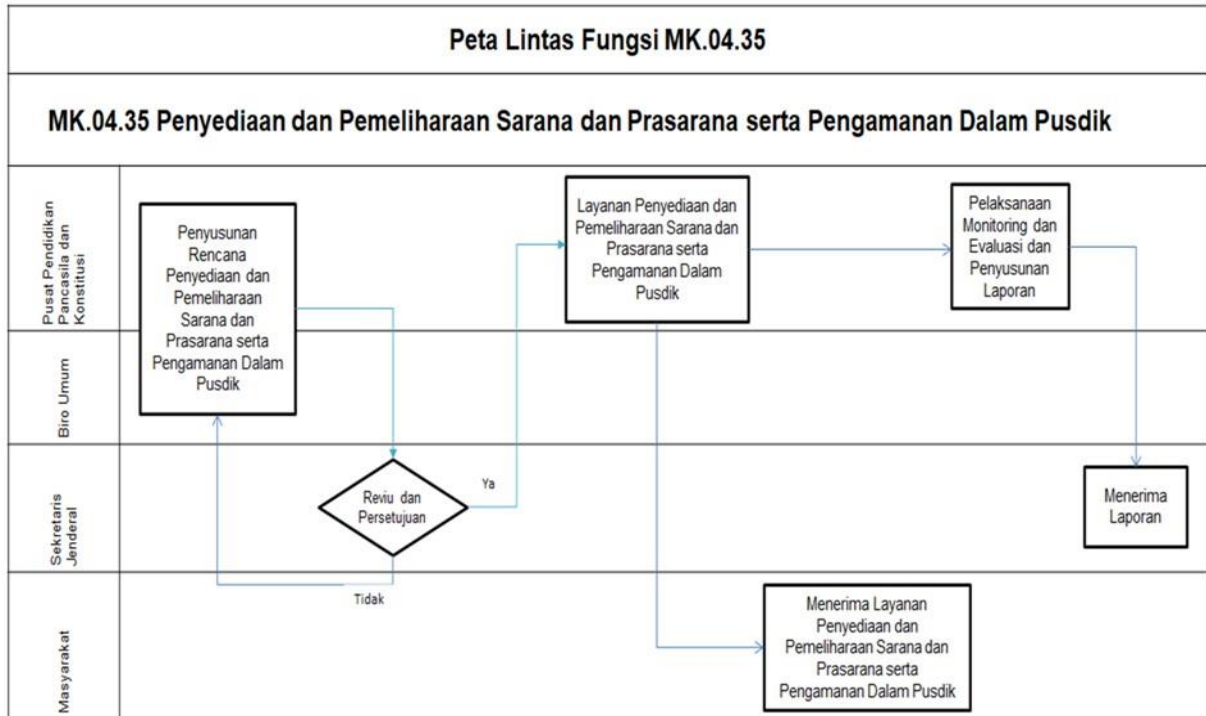 Peta Lintas Fungsi MK.04.35
MK.04.35 Penyediaan dan Pemeliharaan Sarana dan Prasarana serta Pengamanan Dalam Pusdik
Pusat Pendidikan
Pancasila dan
Konstitusi
Penyusunan
Rencana
Penyediaan dan
Pemeliharaan
Sarana dan
Prasarana serta
Pengamanan Dalam
Pusdik
Layanan Penyediaan dan
Pemeliharaan Sarana dan
Prasarana serta
Pengamanan Dalam
Pusdik
Pelaksanaan
Monitoring dan
Evaluasi dan
Penyusunan
Laporan
Biro Umum
Sekretaris
Jenderal
Reviu dan
Persetujuan
Ya
Tidak
Menerima
Laporan
Masyarakat
Menerima Layanan
Penyediaan dan
Pemeliharaan Sarana dan
Prasarana serta
Pengamanan Dalam Pusdik